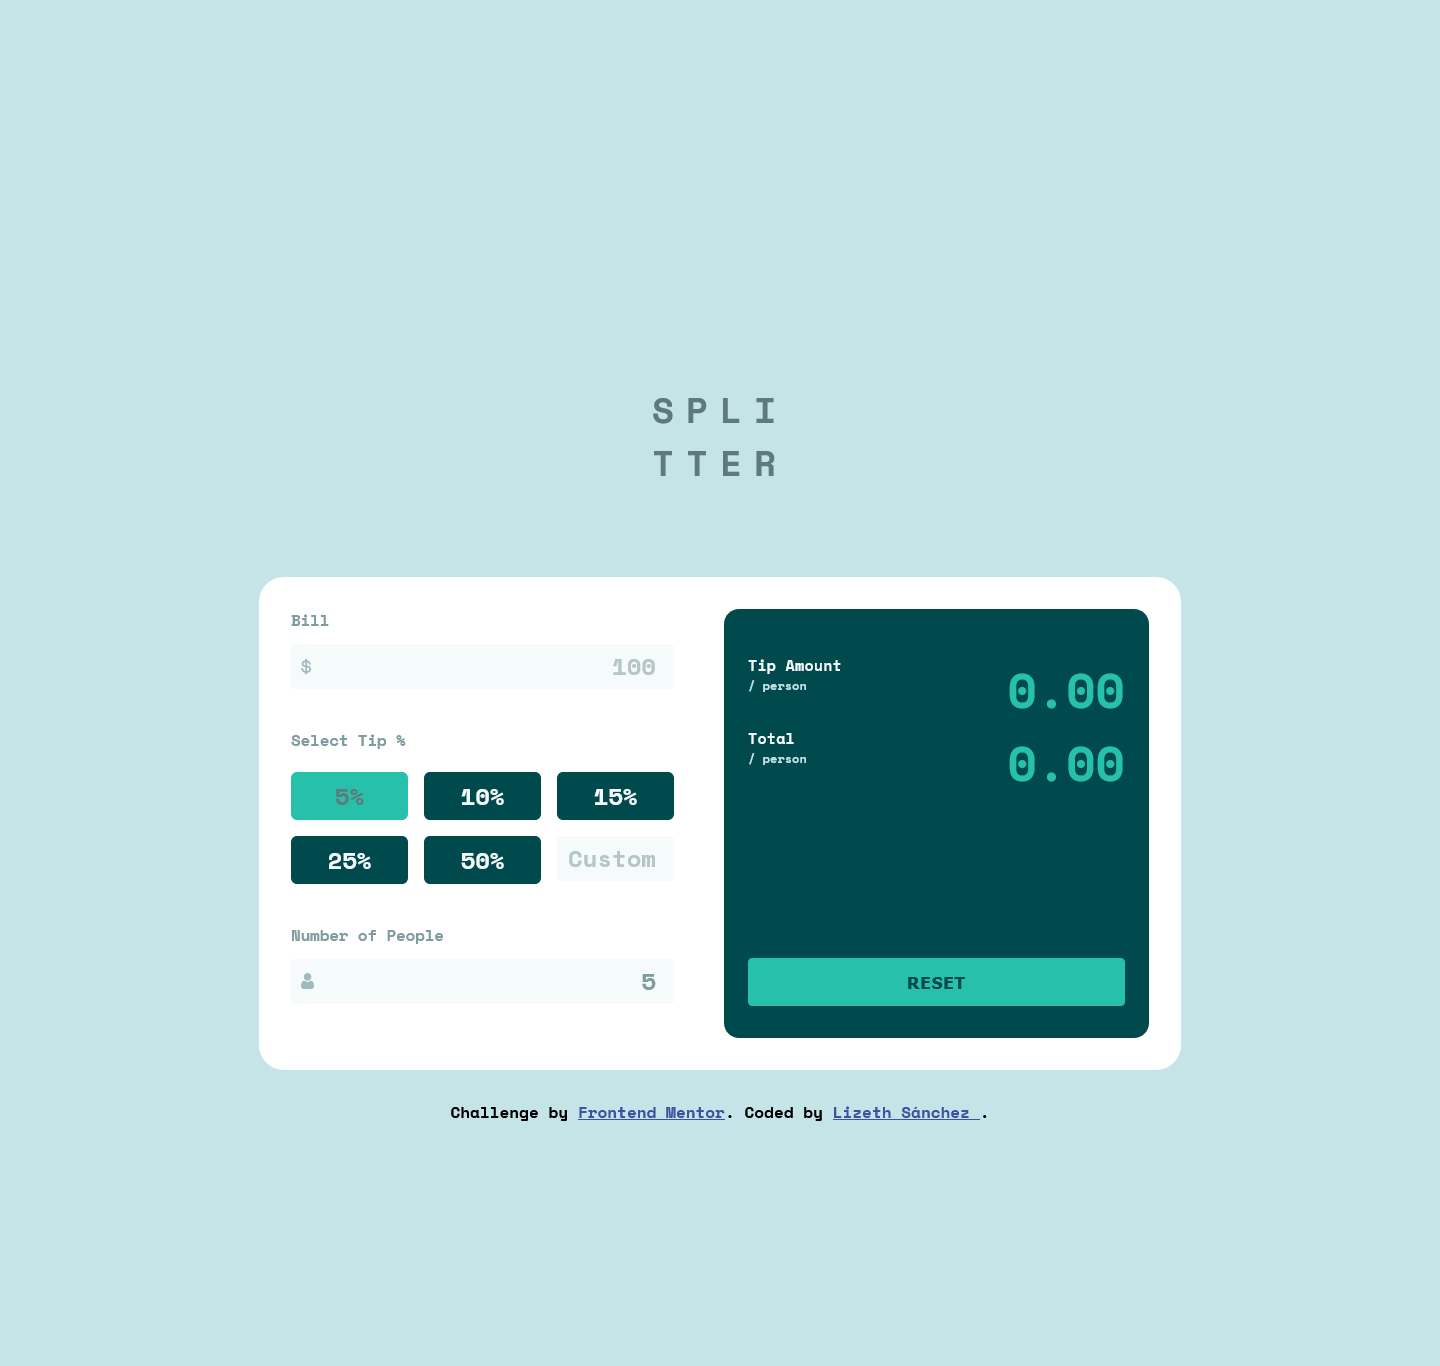 SPLI
TTER
Bill
$ 100
Select Tip %
5% 10% 15%
25% 50% Custom
Number of People
5
Tip Amount
/ person
0.00
Total
/ person
0.00
RESET
Challenge by Frontend Mentor. Coded by Lizeth Sánchez .